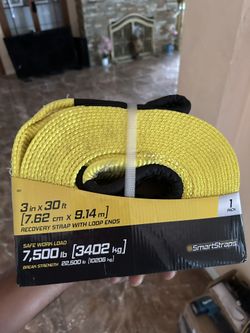 3 in x 30 ft
[7.62 cm x 9.14 m]
RECOVERY STRAP WITH LOOP ENDS
SAFE WORK LOAD
7,500 lb [3402 kg]
BREAK STRENGTH 22,500 lb [10206 kg]
1
PACK
SmartStraps